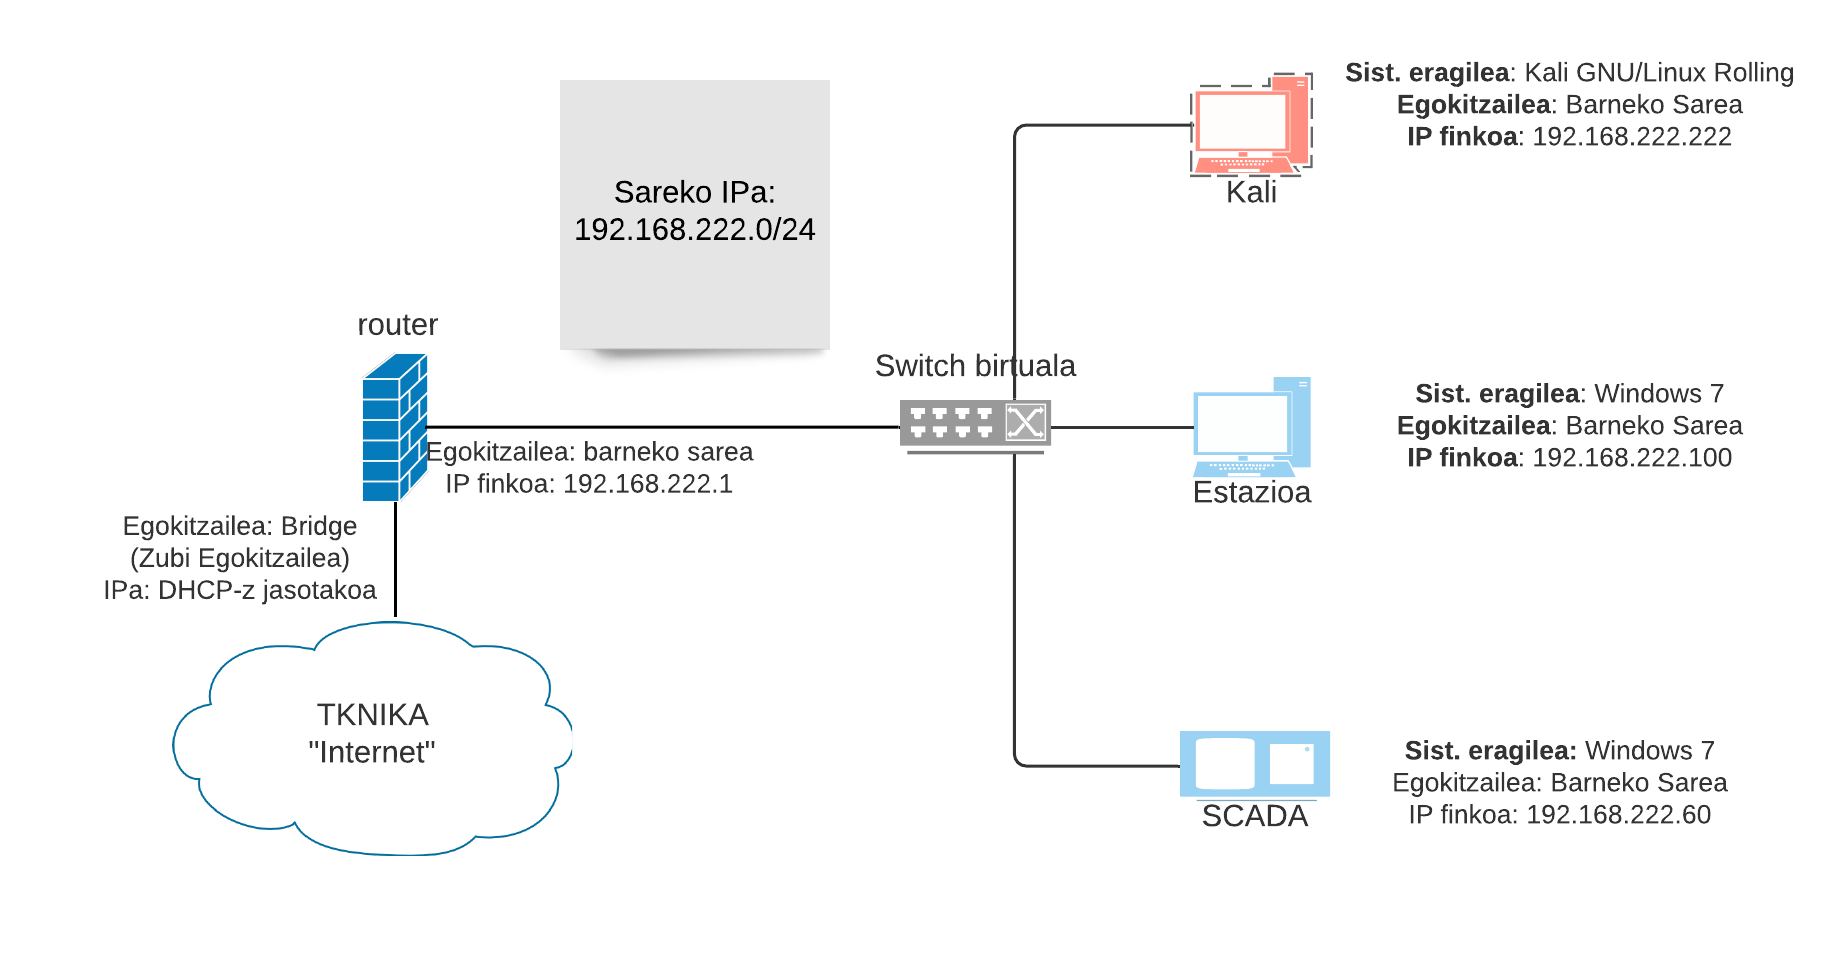 Sareko IPa:
192.168.222.0/24
router
Egokitzailea: barneko sarea
IP finkoa: 192.168.222.1
Egokitzailea: Bridge
(Zubi Egokitzailea)
IPa: DHCP-z jasotakoa
TKNIKA
"Internet"
Switch birtuala
Kali
Sist. eragilea: Kali GNU/Linux Rolling
Egokitzailea: Barneko Sarea
IP finkoa: 192.168.222.222
Estazioa
Sist. eragilea: Windows 7
Egokitzailea: Barneko Sarea
IP finkoa: 192.168.222.100
SCADA
Sist. eragilea: Windows 7
Egokitzailea: Barneko Sarea
IP finkoa: 192.168.222.60